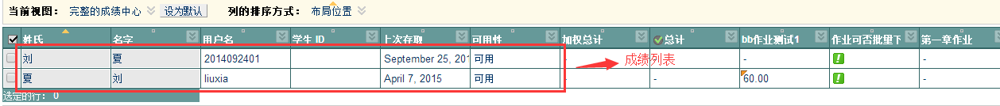 当前视图： 完整的成绩中心 设为默认 列的排序方式： 布局位置
姓氏 名字 用户名 学生 ID 上次存取 可用性 加权总计 总计 bb作业测试1 作业可否批量下 第一章作业
刘 夏 2014092401 September 25, 201 可用 - - - -
成绩列表
夏 刘 liuxia April 7, 2015 可用 - - 60.00 -
选定的行： 0